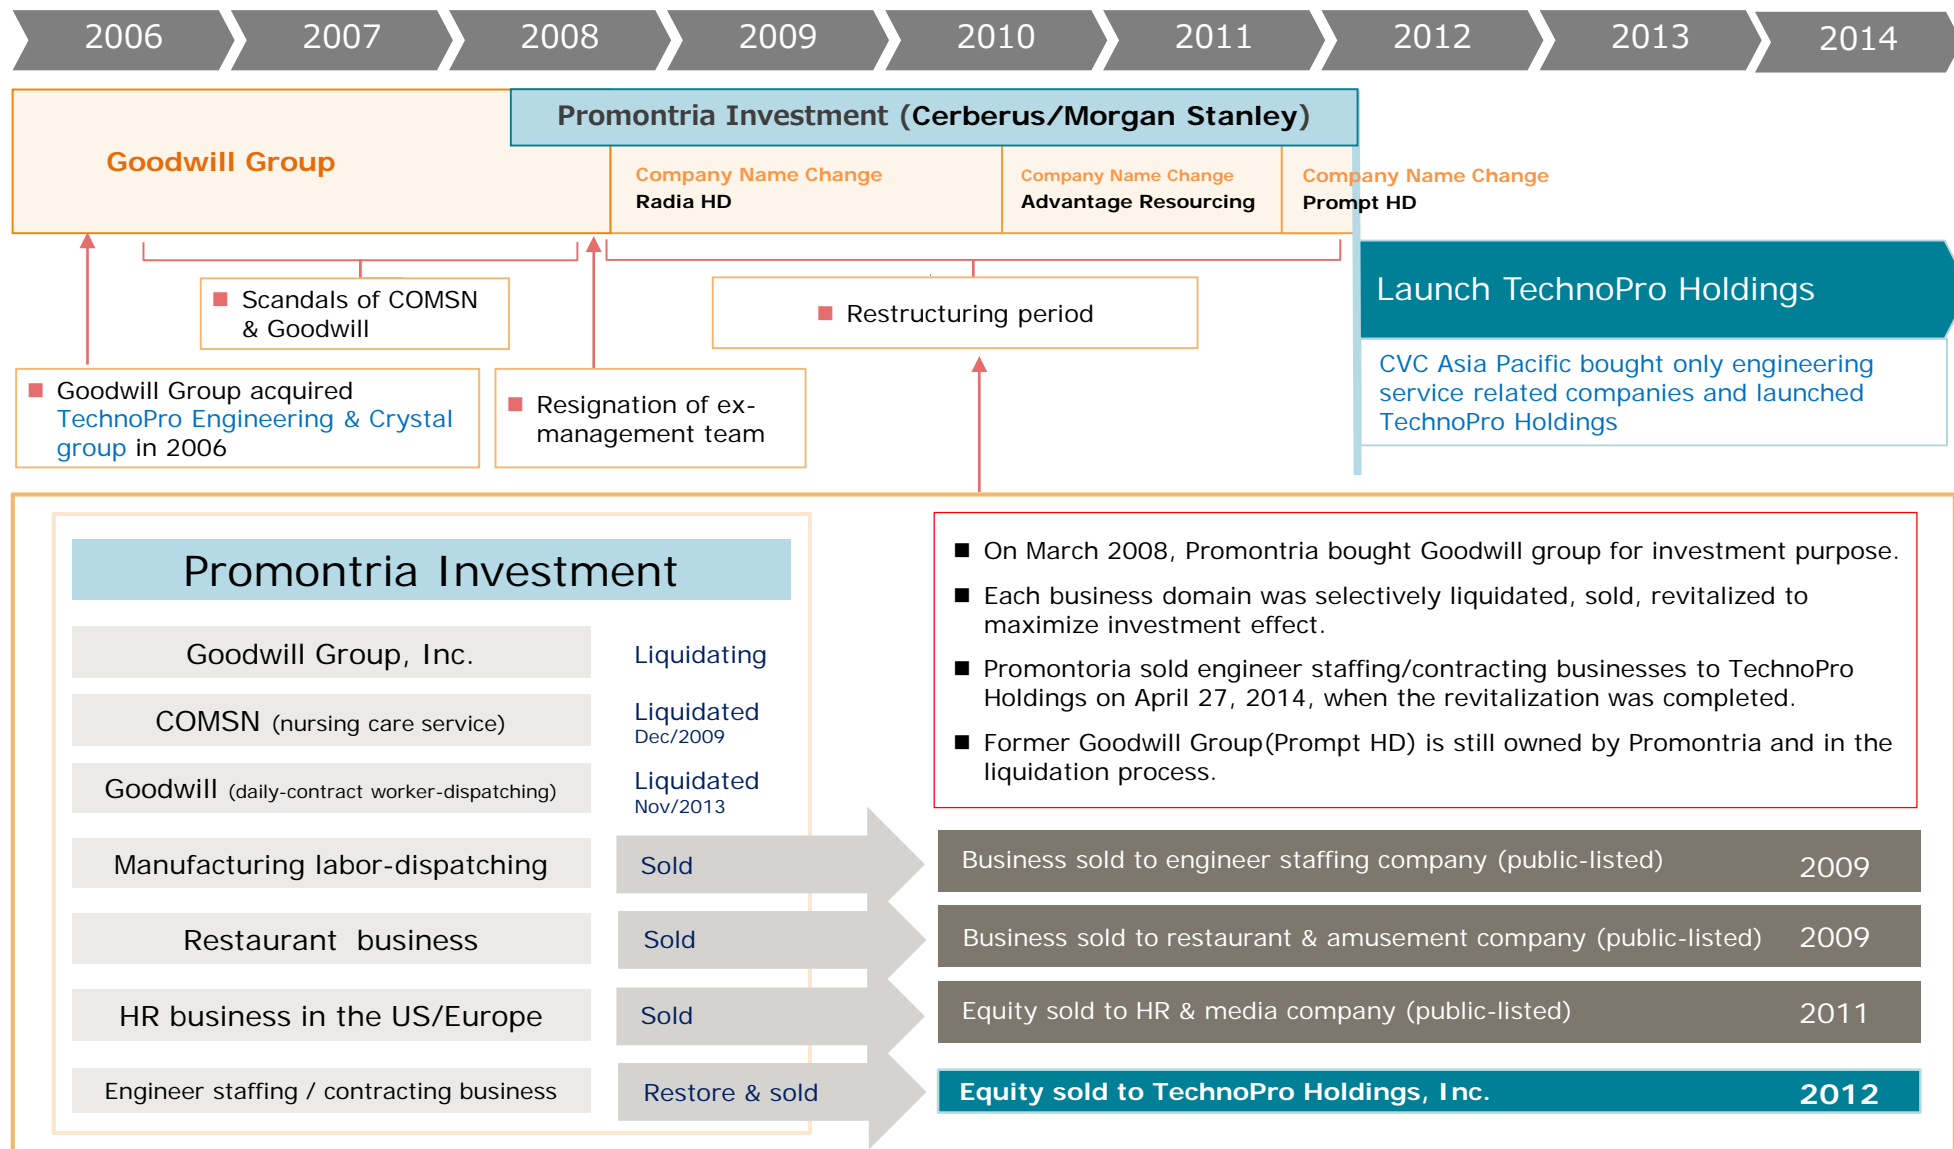 2006
2007
2008
2009
2010
2011
2012
2013
2014
Promontria Investment (Cerberus/Morgan Stanley)
Goodwill Group
Company Name Change
Radia HD
Company Name Change
Advantage Resourcing
Company Name Change
Prompt HD
■ Scandals of COMSN
& Goodwill
■ Restructuring period
Launch TechnoPro Holdings
CVC Asia Pacific bought only engineering
service related companies and launched
TechnoPro Holdings
■ Goodwill Group acquired
TechnoPro Engineering & Crystal
group in 2006
■ Resignation of ex-
management team
Promontria Investment
Goodwill Group, Inc.
Liquidating
COMSN (nursing care service)
Liquidated
Dec/2009
Goodwill (daily-contract worker-dispatching)
Liquidated
Nov/2013
■ On March 2008, Promontria bought Goodwill group for investment purpose.
■ Each business domain was selectively liquidated, sold, revitalized to
maximize investment effect.
■ Promontoria sold engineer staffing/contracting businesses to TechnoPro
Holdings on April 27, 2014, when the revitalization was completed.
■ Former Goodwill Group(Prompt HD) is still owned by Promontria and in the
liquidation process.
Manufacturing labor-dispatching
Sold
Business sold to engineer staffing company (public-listed)
2009
Restaurant business
Sold
Business sold to restaurant & amusement company (public-listed)
2009
HR business in the US/Europe
Sold
Equity sold to HR & media company (public-listed)
2011
Engineer staffing / contracting business
Restore & sold
Equity sold to TechnoPro Holdings, Inc.
2012